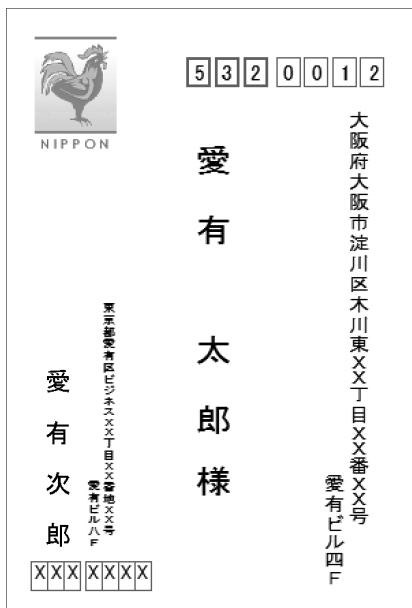 NIPPON
5320012
大阪府大阪市淀川区木川東XX丁目XX番XX号
愛有ビル四F
愛有 太郎様
東京都愛有区ビジネスXX丁目XX番地XX号
愛有ビル八F
愛有次郎
XXX XXXX